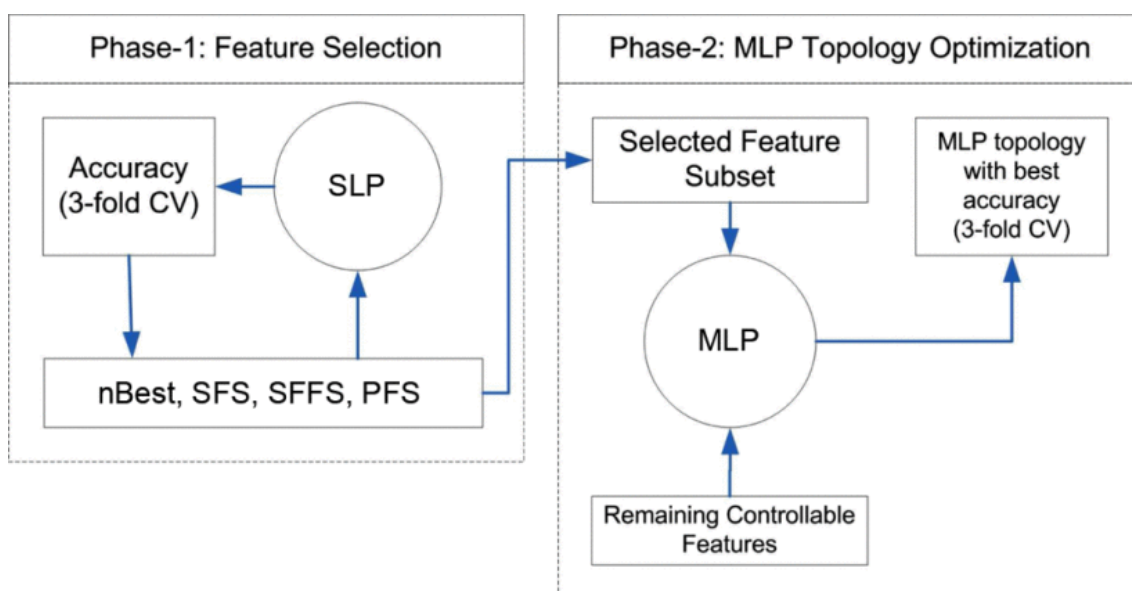 Phase-1: Feature Selection
Accuracy
(3-fold CV)
SLP
nBest, SFS, SFFS, PFS
Phase-2: MLP Topology Optimization
Selected Feature
Subset
MLP topology
with best
accuracy
(3-fold CV)
MLP
Remaining Controllable
Features